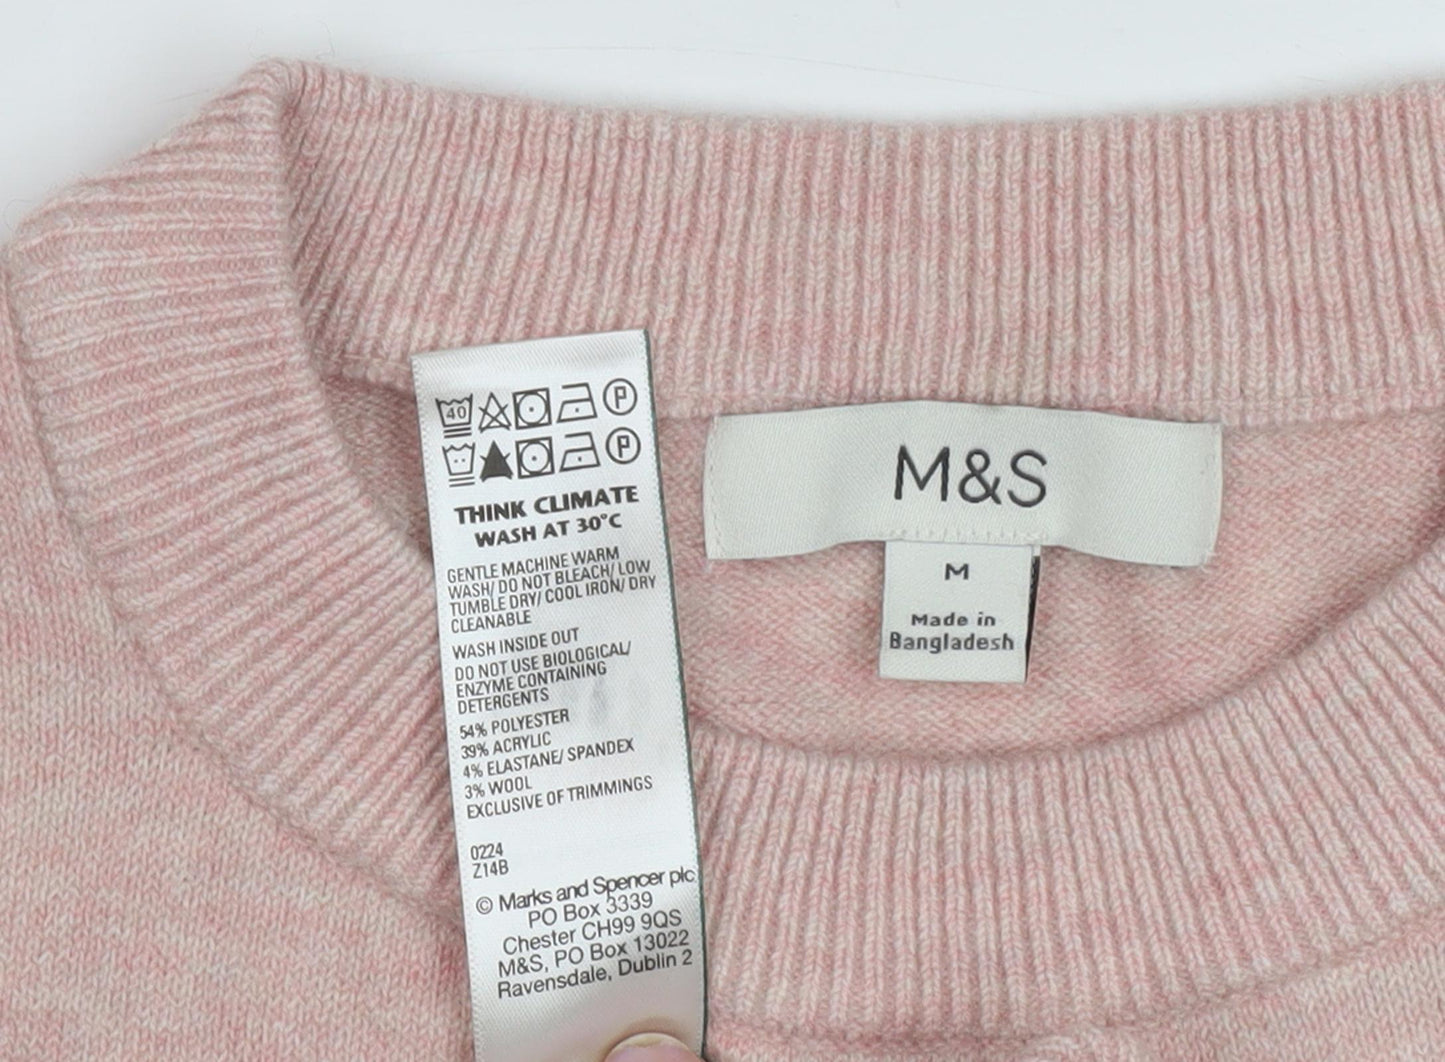 40 P
P
THINK CLIMATE
WASH AT 30°C
GENTLE MACHINE WARM
WASH/ DO NOT BLEACH/ LOW
TUMBLE DRY/ COOL IRON/ DRY
CLEANABLE
WASH INSIDE OUT
DO NOT USE BIOLOGICAL/
ENZYME CONTAINING
DETERGENTS
54% POLYESTER
39% ACRYLIC
4% ELASTANE/ SPANDEX
3% WOOL
EXCLUSIVE OF TRIMMINGS
0224
Z14B
© Marks and Spencer plc
PO Box 3339
Chester CH99 9QS
M&S, PO Box 13022
Ravensdale, Dublin 2
M&S
M
Made in
Bangladesh